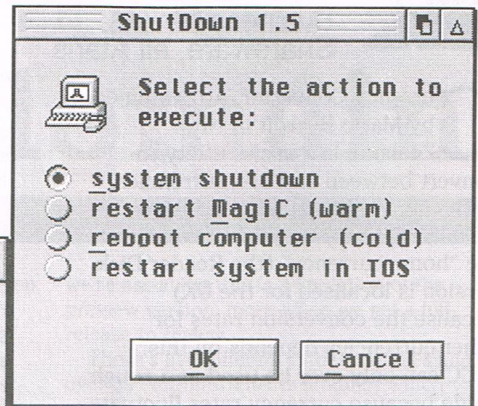 ShutDown 1.5
Select the action to
execute:
system shutdown
restart MagiC (warm)
reboot computer (cold)
restart system in TOS
OK
Cancel